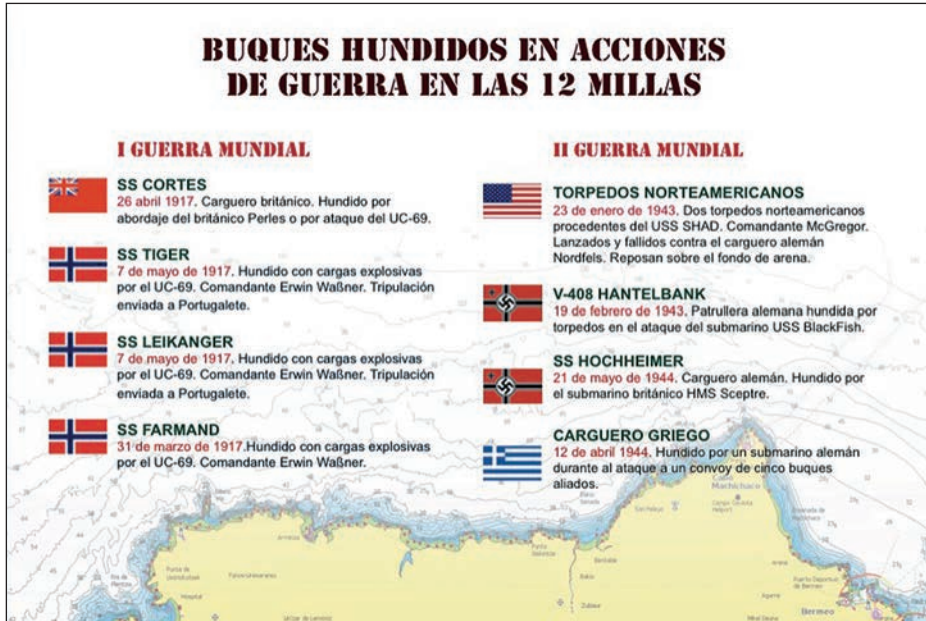 BUQUES HUNDIDOS EN ACCIONES
DE GUERRA EN LAS 12 MILLAS
I GUERRA MUNDIAL
SS CORTES
26 abril 1917. Carguero británico. Hundido por
abordaje del británico Perles o por ataque del UC-69.
SS TIGER
7 de mayo de 1917. Hundido con cargas explosivas
por el UC-69. Comandante Erwin Waßner. Tripulación
enviada a Portugalete.
SS LEIKANGER
7 de mayo de 1917. Hundido con cargas explosivas
por el UC-69. Comandante Erwin Waßner. Tripulación
enviada a Portugalete.
SS FARMAND
31 de marzo de 1917.Hundido con cargas explosivas
por el UC-69. Comandante Erwin Waßner.
II GUERRA MUNDIAL
TORPEDOS NORTEAMERICANOS
23 de enero de 1943. Dos torpedos norteamericanos
procedentes del USS SHAD. Comandante McGregor.
Lanzados y fallidos contra el carguero alemán
Nordfels. Reposan sobre el fondo de arena.
V-408 HANTELBANK
19 de febrero de 1943. Patrullera alemana hundida por
torpedos en el ataque del submarino USS BlackFish.
SS HOCHHEIMER
21 de mayo de 1944. Carguero alemán. Hundido por
el submarino británico HMS Sceptre.
CARGUERO GRIEGO
12 de abril 1944. Hundido por un submarino alemán
durante al ataque a un convoy de cinco buques
aliados.
Machichaco
Bermeo